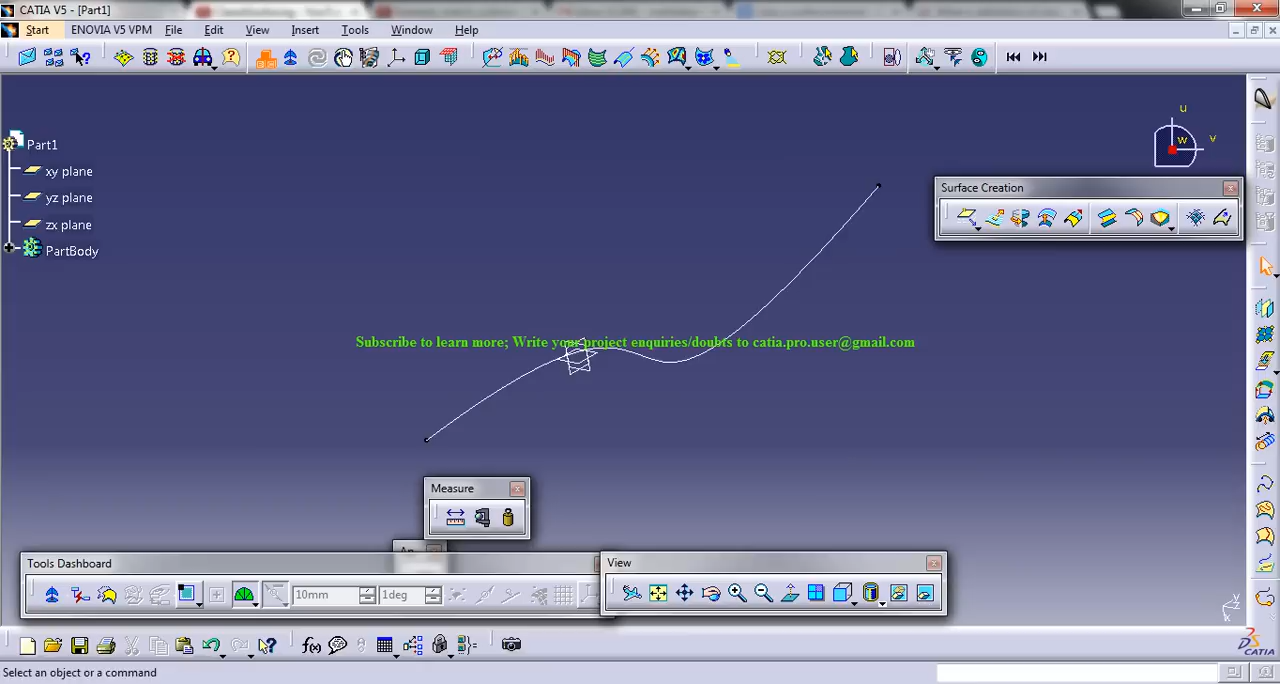 CATIA V5 - [Part1]
Start ENOVIA V5 VPM File Edit View Insert Tools Window Help
u
v
w
Part1
xy plane
yz plane
zx plane
PartBody
Surface Creation
Subscribe to learn more; Write your project enquiries/doubts to catia.pro.user@gmail.com
Measure
Tools Dashboard
View
10mm
1deg
f(x)
Y
Z
X
CATIA
Select an object or a command